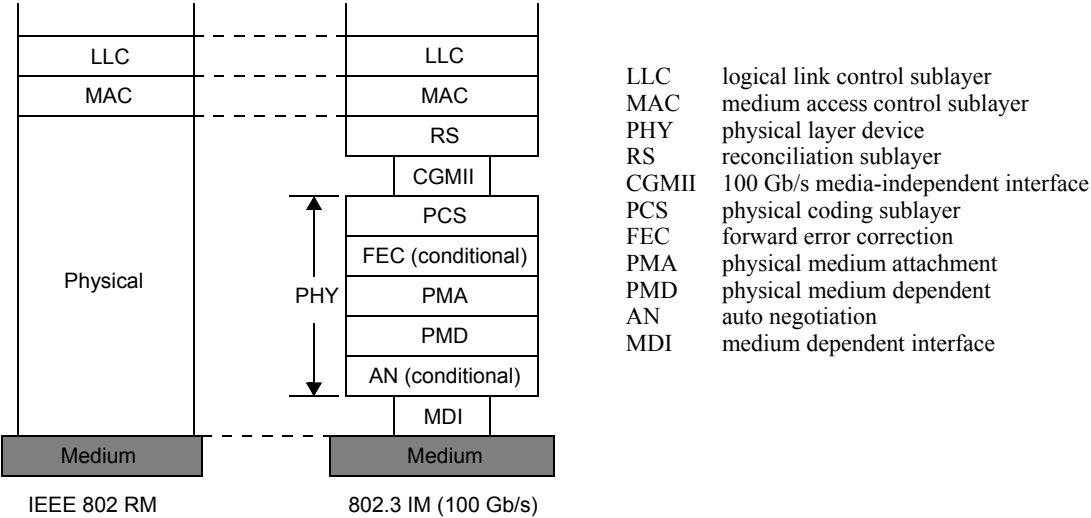 LLC
MAC
Physical
Medium
IEEE 802 RM
LLC
MAC
RS
CGMII
PCS
FEC (conditional)
PMA
PMD
AN (conditional)
MDI
Medium
802.3 IM (100 Gb/s)
PHY
LLC logical link control sublayer
MAC medium access control sublayer
PHY physical layer device
RS reconciliation sublayer
CGMII 100 Gb/s media-independent interface
PCS physical coding sublayer
FEC forward error correction
PMA physical medium attachment
PMD physical medium dependent
AN auto negotiation
MDI medium dependent interface